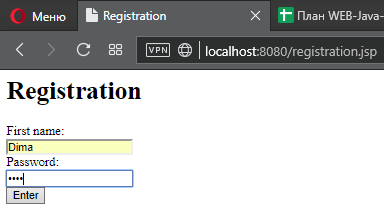 Меню
Registration
План WEB-Java-
VPN
localhost:8080/registration.jsp
Registration
First name:
Dima
Password:
••••
Enter